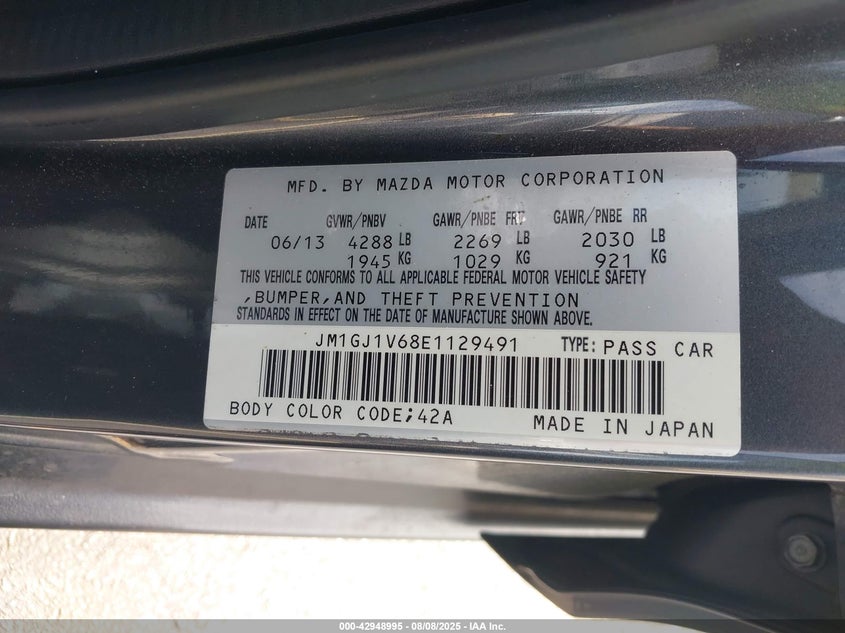 MFD. BY MAZDA MOTOR CORPORATION
DATE GVWR/PNBV GAWR/PNBE FRT GAWR/PNBE RR
06/13 4288 LB 2269 LB 2030 LB
1945 KG 1029 KG 921 KG
THIS VEHICLE CONFORMS TO ALL APPLICABLE FEDERAL MOTOR VEHICLE SAFETY
,BUMPER,AND THEFT PREVENTION
STANDARDS IN EFFECT ON THE DATE OF MANUFACTURE SHOWN ABOVE.
JM1GJ1V68E1129491 TYPE: PASS CAR
BODY COLOR CODE;42A MADE IN JAPAN
000-42948995 - 08/08/2025 - IAA Inc.